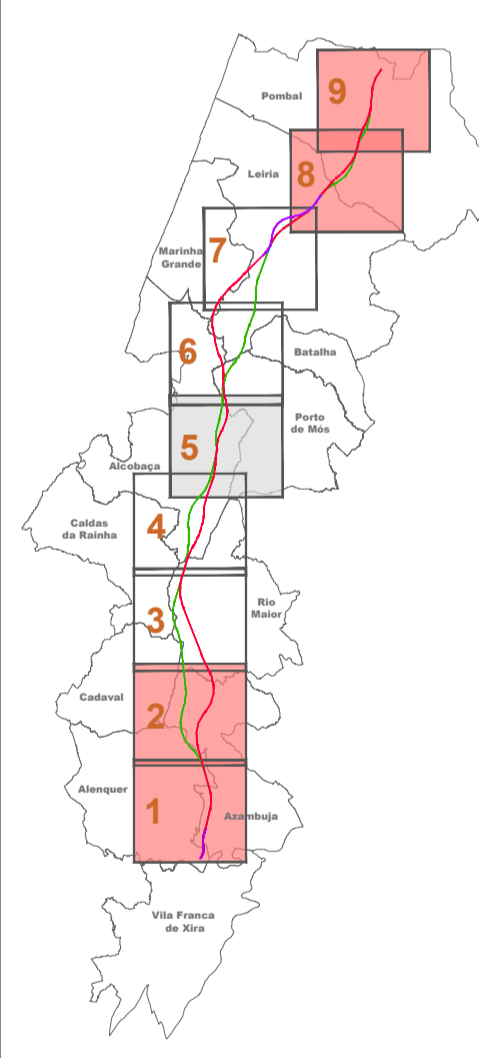 9
Pombal
8
Leiria
7
Marinha
Grande
6
Batalha
5
Porto
de Mós
Alcobaça
4
Caldas
da Rainha
3
Rio
Maior
2
Cadaval
1
Alenquer
Azambuja
Vila Franca
de Xira